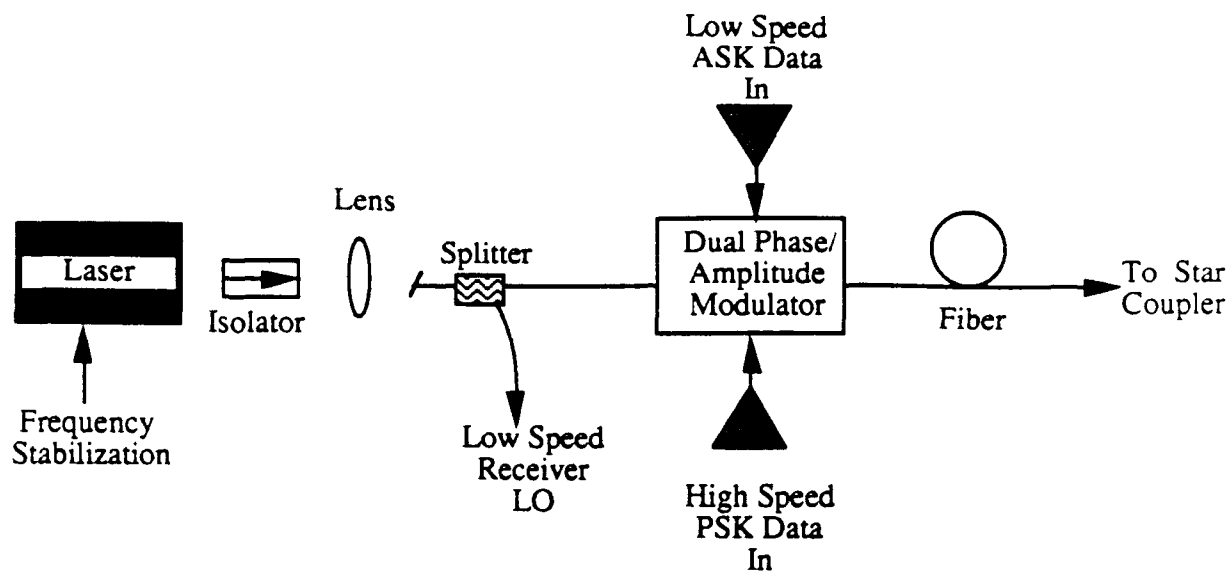 Low Speed
ASK Data
In
Lens
Splitter
Laser
Isolator
Dual Phase/
Amplitude
Modulator
Fiber
To Star
Coupler
Frequency
Stabilization
Low Speed
Receiver
LO
High Speed
PSK Data
In